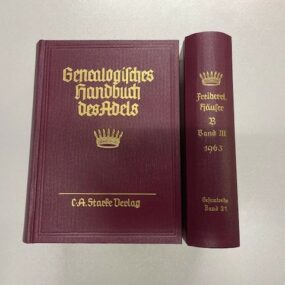 Genealogisches
Handbuch
des Adels
C.A. Starke Verlag
Freiherrl.
Häuser
B
Band III
1963
Gesamtreihe
Band 31